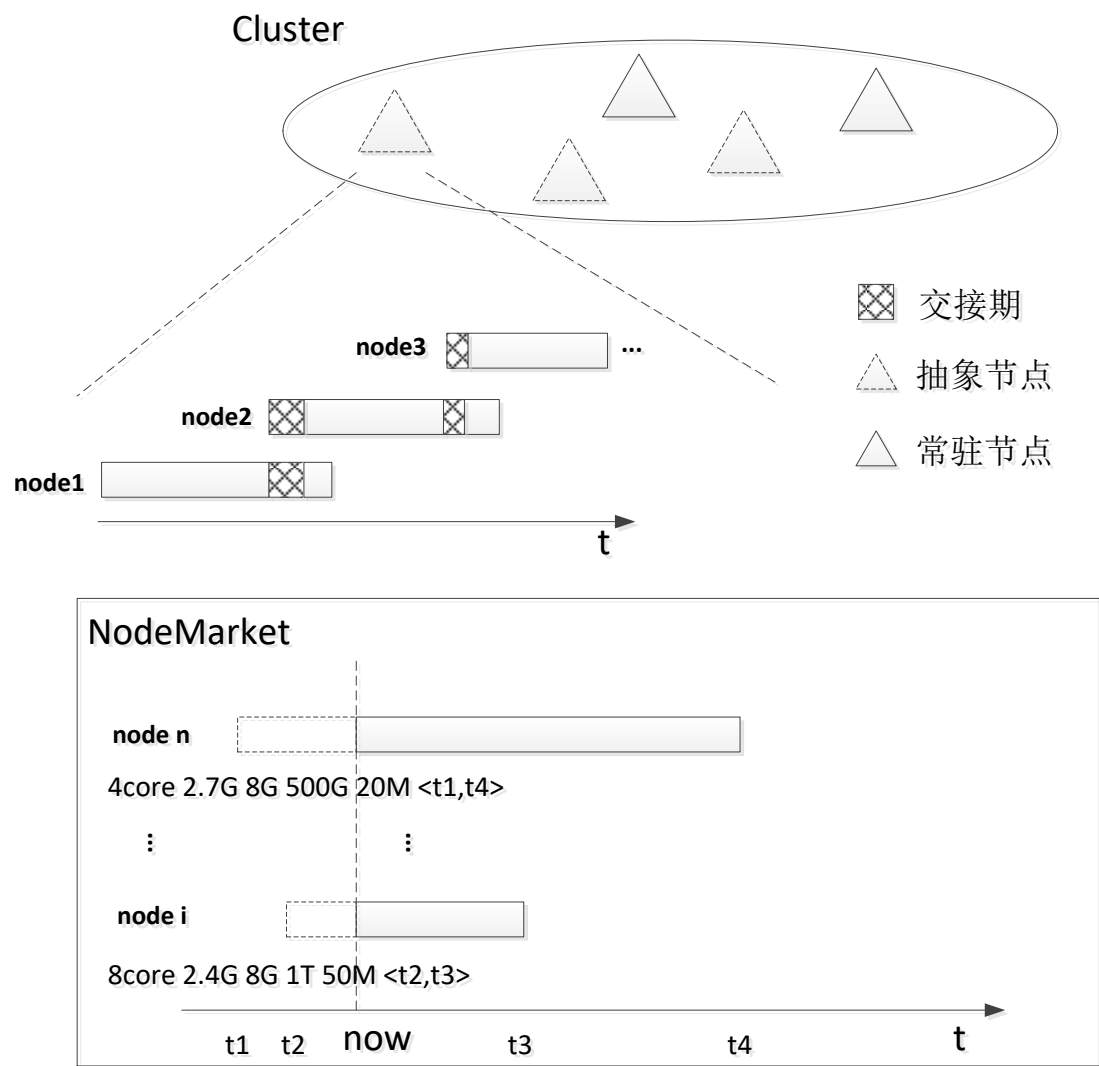 Cluster
交接期
抽象节点
常驻节点
node3 ...
node2
node1
t
NodeMarket
node n
4core 2.7G 8G 500G 20M <t1,t4>
⋮ ⋮
node i
8core 2.4G 8G 1T 50M <t2,t3>
t1 t2 now t3 t4 t